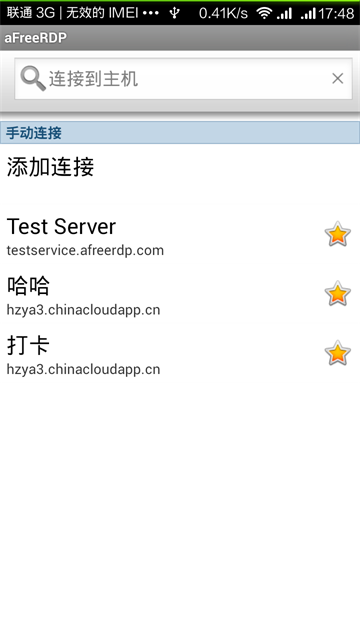 联通 3G | 无效的 IMEI ••• 0.41K/s 17:48
aFreeRDP
连接到主机
手动连接
添加连接
Test Server
testservice.afreerdp.com
哈哈
hzya3.chinacloudapp.cn
打卡
hzya3.chinacloudapp.cn